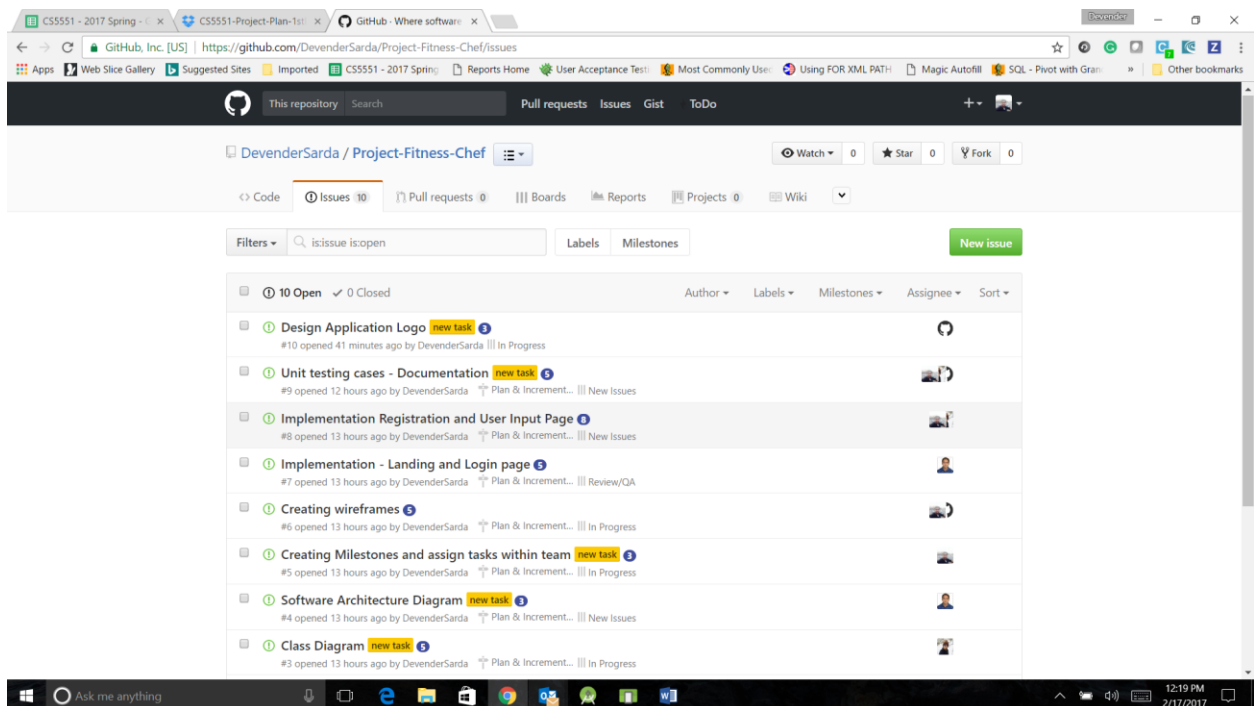 CS5551 - 2017 Spring - G
CS5551-Project-Plan-1st
GitHub · Where software
Devender
GitHub, Inc. [US] | https://github.com/DevenderSarda/Project-Fitness-Chef/issues
Apps Web Slice Gallery Suggested Sites Imported CS5551 - 2017 Spring Reports Home User Acceptance Testi Most Commonly Used Using FOR XML PATH Magic Autofill SQL - Pivot with Gran » Other bookmarks
This repository Search Pull requests Issues Gist ToDo
DevenderSarda / Project-Fitness-Chef Watch 0 Star 0 Fork 0
Code Issues 10 Pull requests 0 Boards Reports Projects 0 Wiki
Filters is:issue is:open Labels Milestones New issue
10 Open 0 Closed Author Labels Milestones Assignee Sort
Design Application Logo new task 3
#10 opened 41 minutes ago by DevenderSarda In Progress
Unit testing cases - Documentation new task 5
#9 opened 12 hours ago by DevenderSarda Plan & Increment... New Issues
Implementation Registration and User Input Page 8
#8 opened 13 hours ago by DevenderSarda Plan & Increment... New Issues
Implementation - Landing and Login page 5
#7 opened 13 hours ago by DevenderSarda Plan & Increment... Review/QA
Creating wireframes 5
#6 opened 13 hours ago by DevenderSarda Plan & Increment... In Progress
Creating Milestones and assign tasks within team new task 3
#5 opened 13 hours ago by DevenderSarda Plan & Increment... In Progress
Software Architecture Diagram new task 3
#4 opened 13 hours ago by DevenderSarda Plan & Increment... New Issues
Class Diagram new task 5
#3 opened 13 hours ago by DevenderSarda Plan & Increment... In Progress
Ask me anything
12:19 PM
2/17/2017